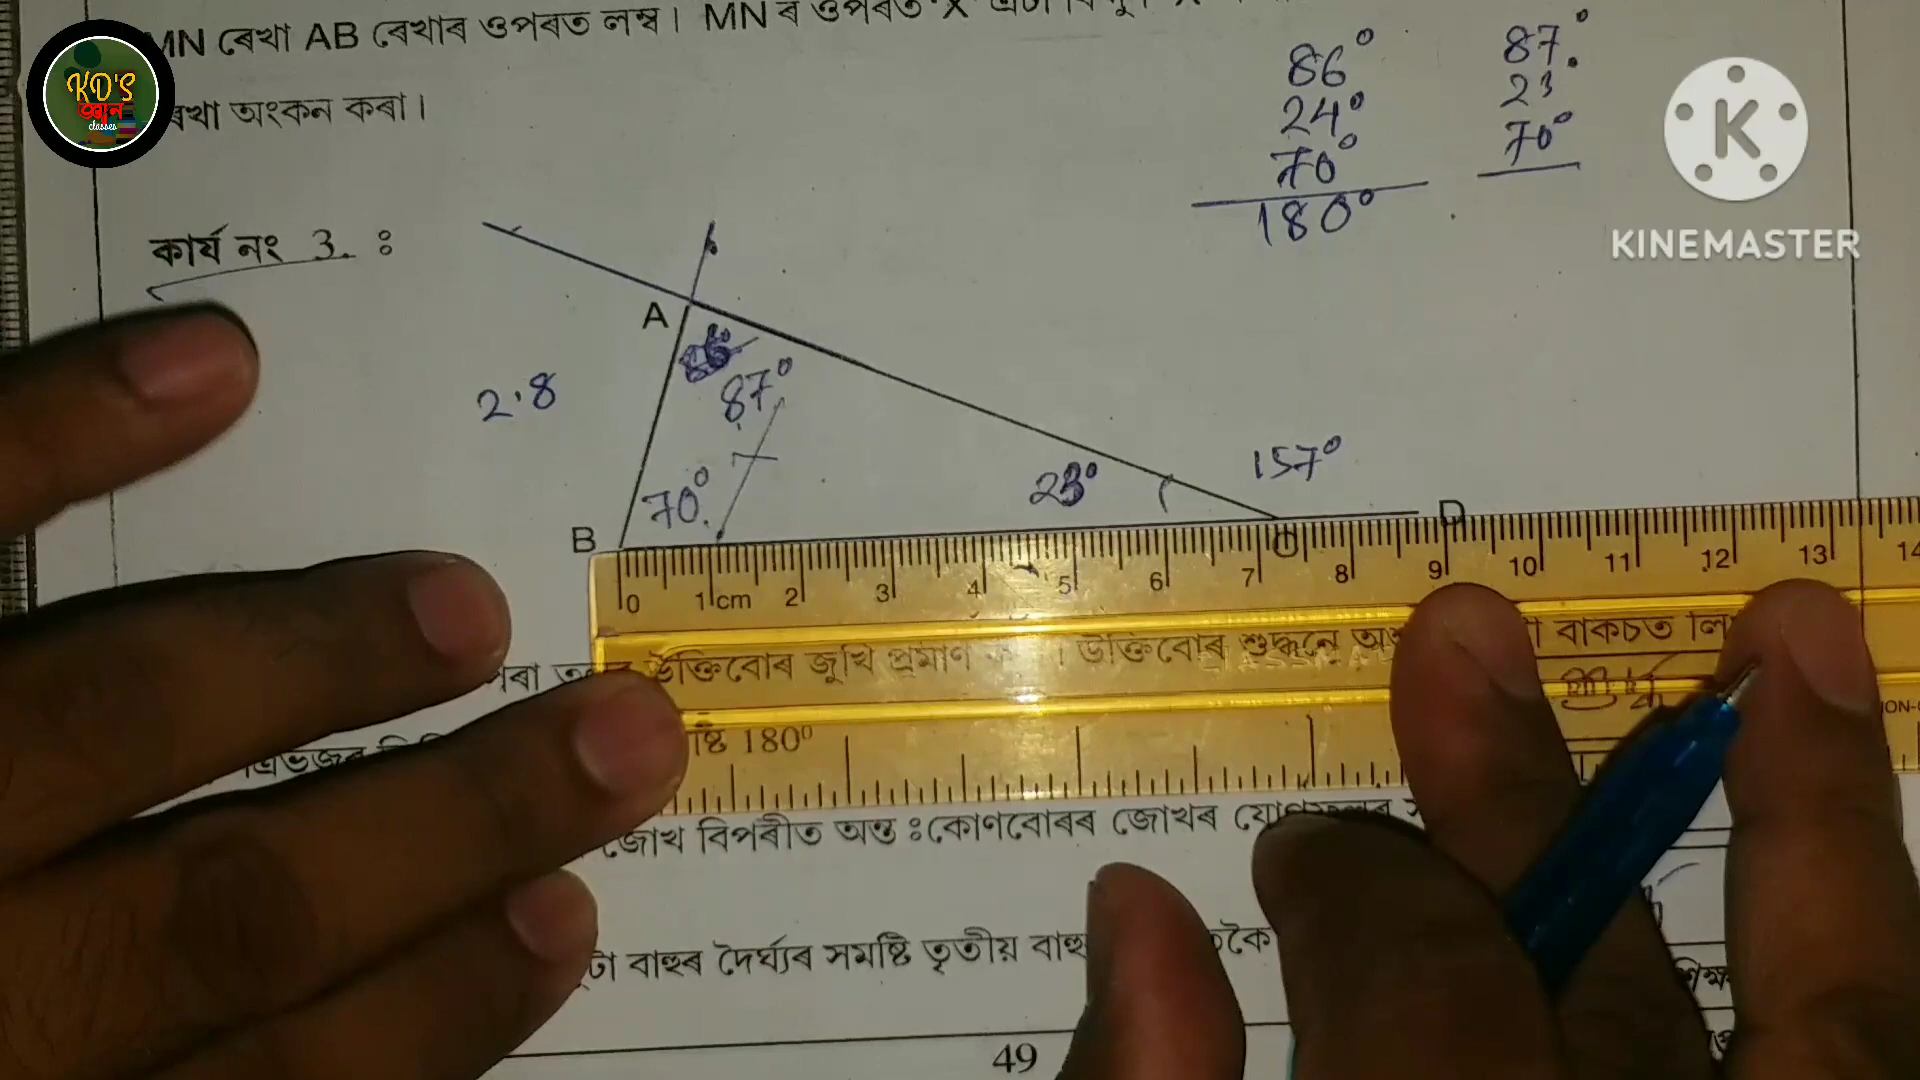 MN ৰেখা AB ৰেখাৰ ওপৰত লম্ব। MN ৰ ওপৰত X
ৰেখা অংকন কৰা।
KD'S
জ্ঞান
classes
86°
24°
70°
180°
87°
23
70°
KINEMASTER
কাৰ্য নং 3. ঃ
A
87°
2.8
70°
23°
157°
B
C
D
0 1 cm 2 3 4 5 6 7 8 9 10 11 12 13 14
উক্তিবোৰ জুখি প্ৰমাণ উক্তিবোৰ শুদ্ধনে বাকচত
180°
জোখ বিপৰীত অন্তঃকোণবোৰৰ জোখৰ
বাহুৰ দৈৰ্ঘ্যৰ সমষ্টি তৃতীয়
49